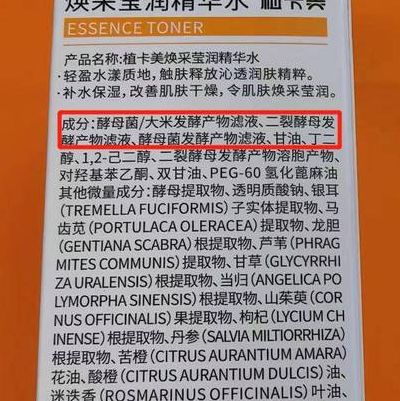 焕采莹润精华水 植卡美
ESSENCE TONER
产品名称:植卡美焕采莹润精华水
·轻盈水漾质地,触肤释放沁透润肤精粹。
·补水保湿,改善肌肤干燥,令肌肤焕采莹润。
成分:酵母菌/大米发酵产物滤液、二裂酵母发
酵产物滤液、酵母菌发酵产物滤液、甘油、丁二
醇、1,2-己二醇、二裂酵母发酵产物溶胞产物、
对羟基苯乙酮、双甘油、PEG-60 氢化蓖麻油
其他微量成分:酵母提取物、透明质酸钠、银耳
(TREMELLA FUCIFORMIS)子实体提取物、马
齿苋(PORTULACA OLERACEA)提取物、龙胆
(GENTIANA SCABRA)根提取物、芦苇(PHRAG
MITES COMMUNIS)提取物、甘草(GLYCYRRH
IZA URALENSIS)根提取物、当归(ANGELICA PO
LYMORPHA SINENSIS)根提取物、山茱萸(COR
NUS OFFICINALIS)果提取物、枸杞(LYCIUM CH
INENSE)根提取物、丹参(SALVIA MILTIORRHIZA)
根提取物、苦橙(CITRUS AURANTIUM AMARA)
花油、酸橙(CITRUS AURANTIUM DULCIS)油、
迷迭香(ROSMARINUS OFFICINALIS)叶油、